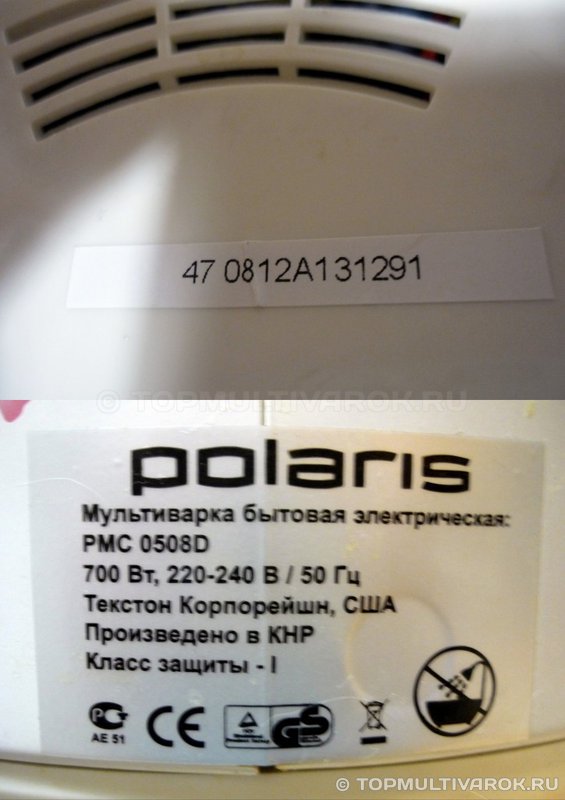 47 0812A131291
© TOPMULTIVAROK.RU
polaris
Мультиварка бытовая электрическая:
PMC 0508D
700 Вт, 220-240 В / 50 Гц
Текстон Корпорейшн, США
Произведено в КНР
Класс защиты - I
AE 51
CE
GS
© TOPMULTIVAROK.RU